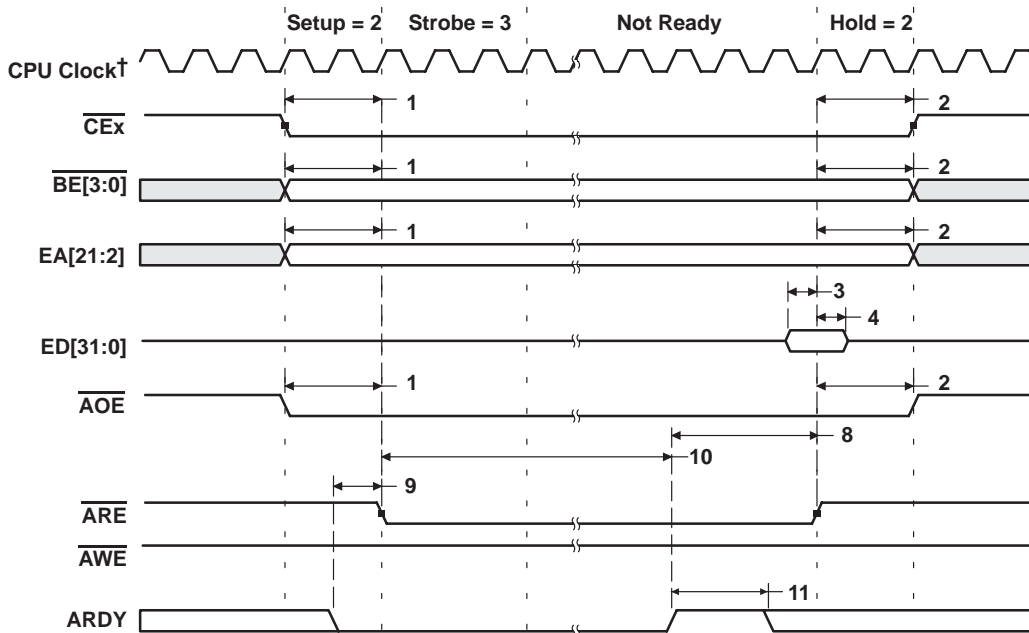 Setup = 2 Strobe = 3 Not Ready Hold = 2
CPU Clock†
1 2
CEx
1 2
BE[3:0]
1 2
EA[21:2]
3
4
ED[31:0]
1 2
AOE
8
10
9
ARE
AWE
11
ARDY